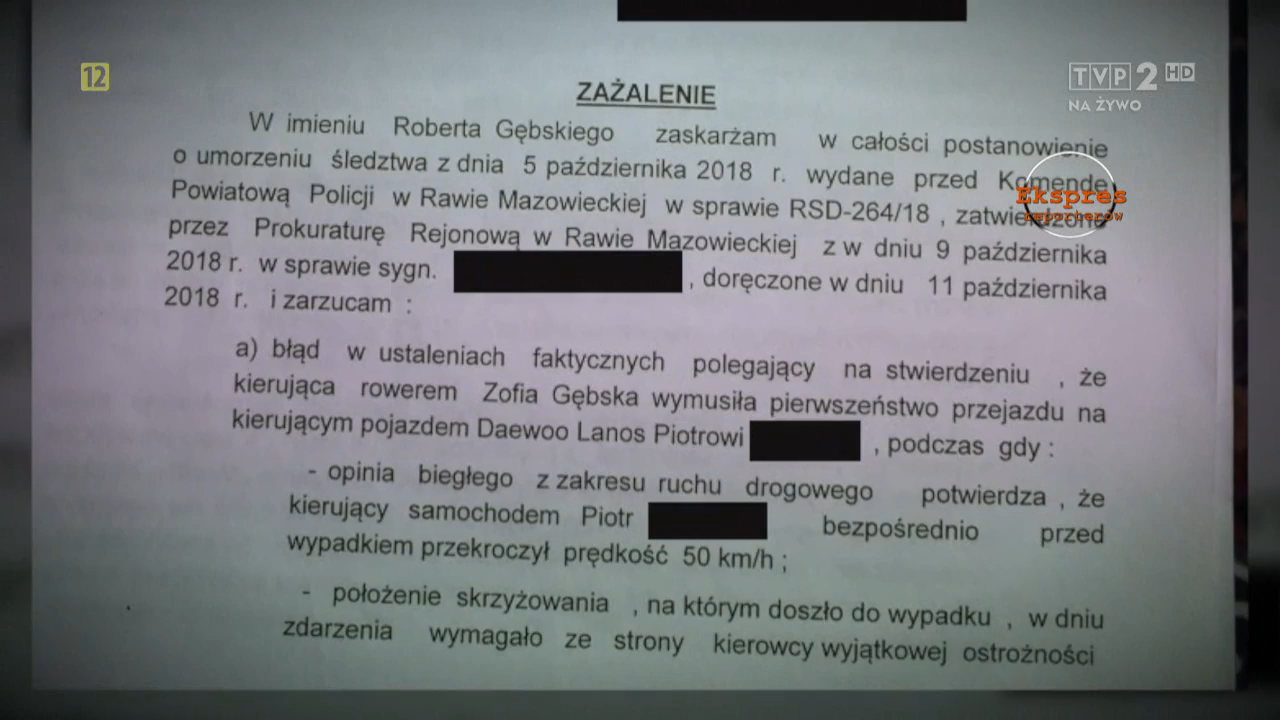 12
TVP 2 HD
NA ŻYWO
Ekspres
reporterów
ZAŻALENIE
W imieniu Roberta Gębskiego zaskarżam w całości postanowienie
o umorzeniu śledztwa z dnia 5 października 2018 r. wydane przed Komendę
Powiatową Policji w Rawie Mazowieckiej w sprawie RSD-264/18 , zatwierdzone
przez Prokuraturę Rejonową w Rawie Mazowieckiej z w dniu 9 października
2018 r. w sprawie sygn. , doręczone w dniu 11 października
2018 r. i zarzucam :
a) błąd w ustaleniach faktycznych polegający na stwierdzeniu , że
kierująca rowerem Zofia Gębska wymusiła pierwszeństwo przejazdu na
kierującym pojazdem Daewoo Lanos Piotrowi , podczas gdy :
- opinia biegłego z zakresu ruchu drogowego potwierdza , że
kierujący samochodem Piotr bezpośrednio przed
wypadkiem przekroczył prędkość 50 km/h ;
- położenie skrzyżowania , na którym doszło do wypadku , w dniu
zdarzenia wymagało ze strony kierowcy wyjątkowej ostrożności